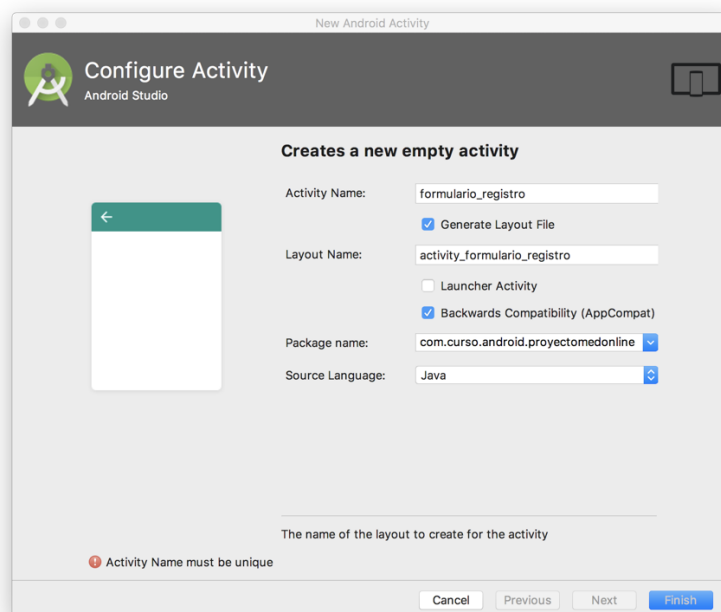 New Android Activity
Configure Activity
Android Studio
Creates a new empty activity
Activity Name: formulario_registro
Generate Layout File
Layout Name: activity_formulario_registro
Launcher Activity
Backwards Compatibility (AppCompat)
Package name: com.curso.android.proyectomedonline
Source Language: Java
The name of the layout to create for the activity
Activity Name must be unique
Cancel Previous Next Finish